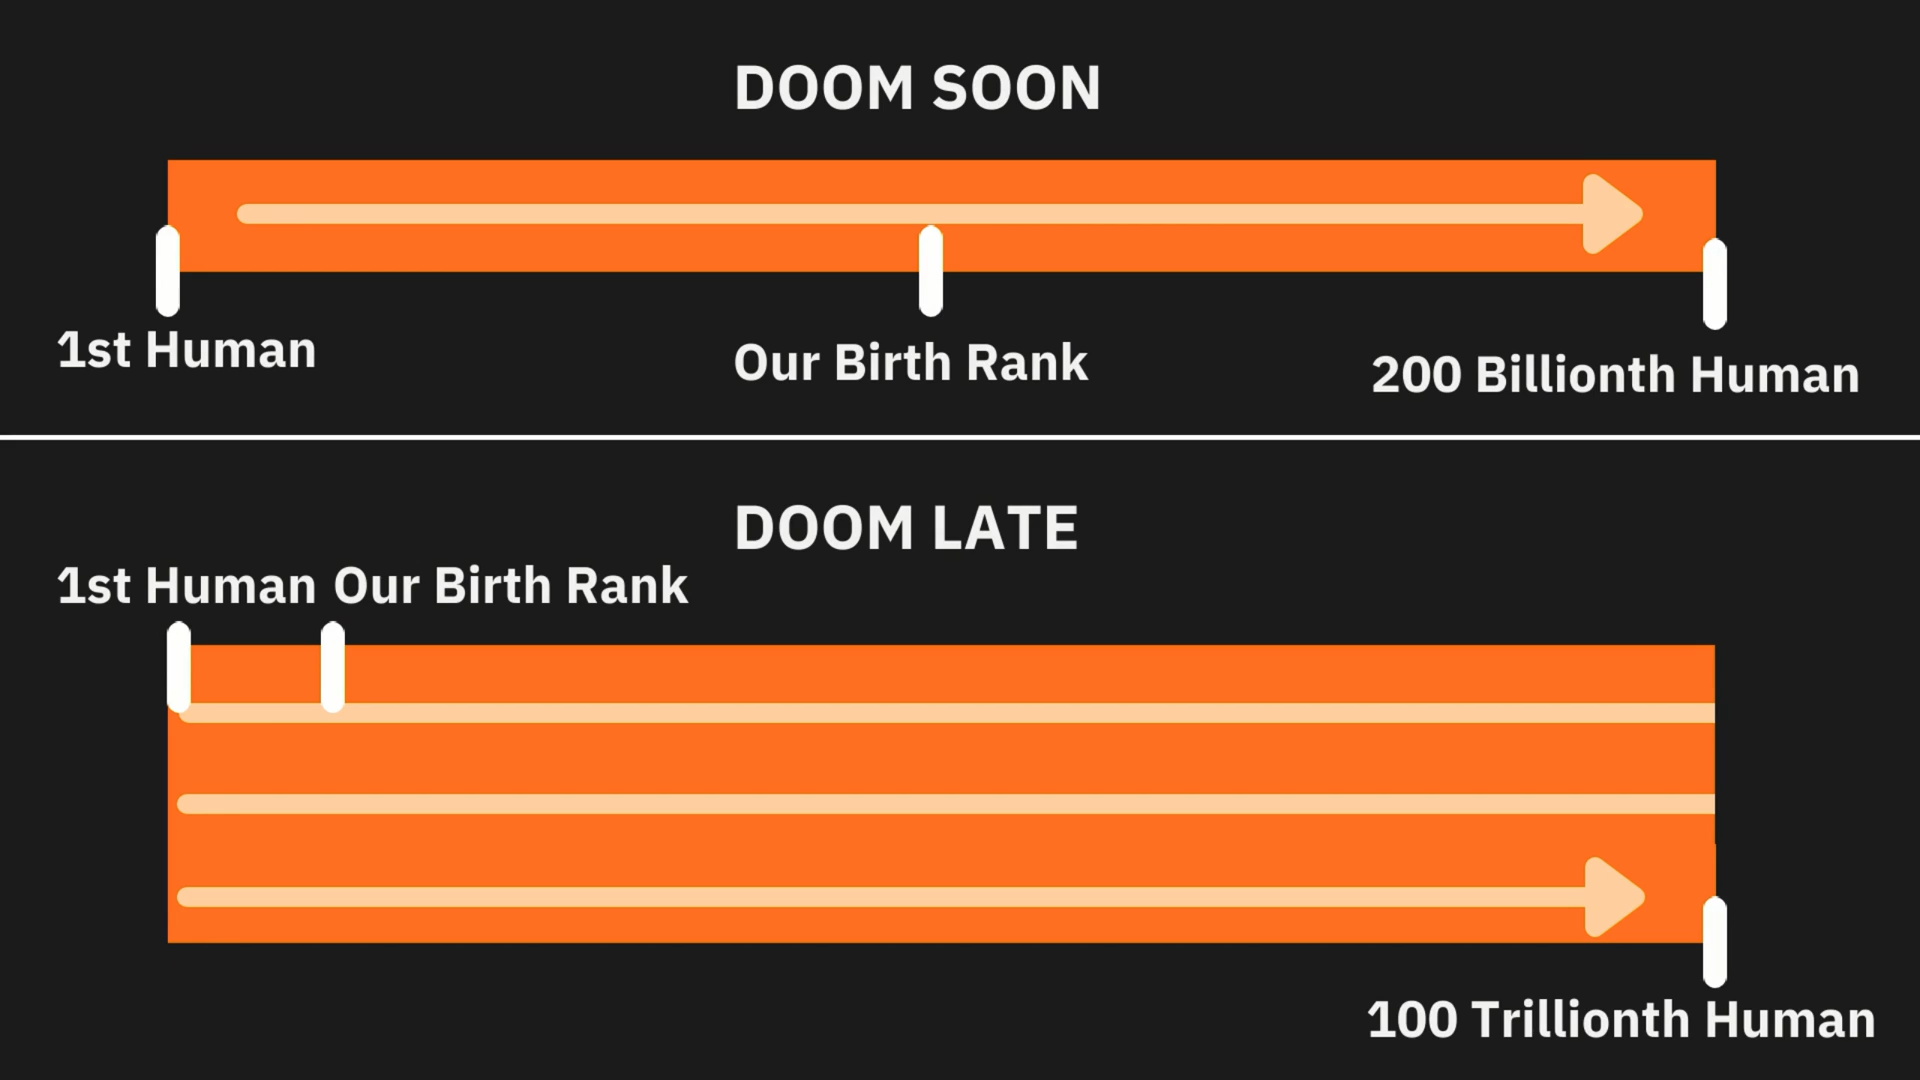 DOOM SOON
1st Human
Our Birth Rank
200 Billionth Human
DOOM LATE
1st Human Our Birth Rank
100 Trillionth Human